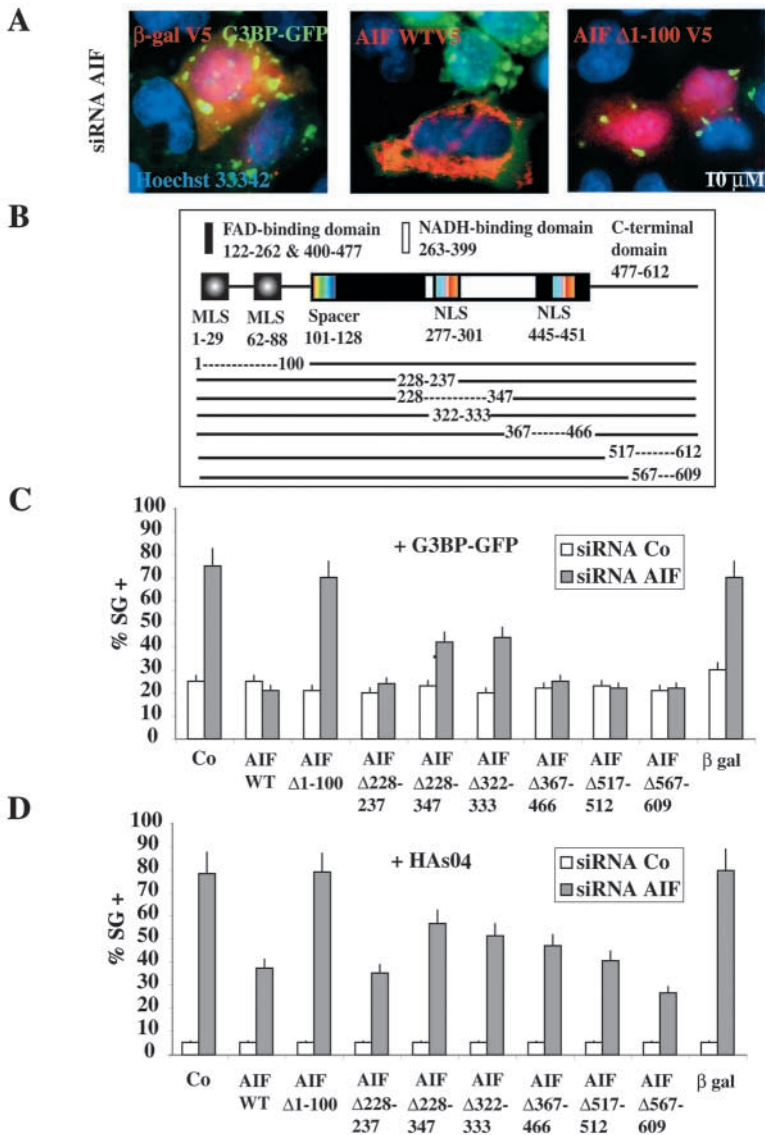 A
siRNA AIF
β-gal V5 G3BP-GFP
Hoechst 33342
AIF WTV5
AIF Δ1-100 V5
10 μM
B
FAD-binding domain
122-262 & 400-477
NADH-binding domain
263-399
C-terminal
domain
477-612
MLS
1-29
MLS
62-88
Spacer
101-128
NLS
277-301
NLS
445-451
1-------------100
228-237
228-----------347
322-333
367------466
517-------612
567---609
C
% SG +
100
90
80
70
60
50
40
30
20
10
0
+ G3BP-GFP
siRNA Co
siRNA AIF
Co
AIF
WT
AIF
Δ1-100
AIF
Δ228-
237
AIF
Δ228-
347
AIF
Δ322-
333
AIF
Δ367-
466
AIF
Δ517-
512
AIF
Δ567-
609
β gal
D
% SG +
100
90
80
70
60
50
40
30
20
10
0
+ HAs04
siRNA Co
siRNA AIF
Co
AIF
WT
AIF
Δ1-100
AIF
Δ228-
237
AIF
Δ228-
347
AIF
Δ322-
333
AIF
Δ367-
466
AIF
Δ517-
512
AIF
Δ567-
609
β gal